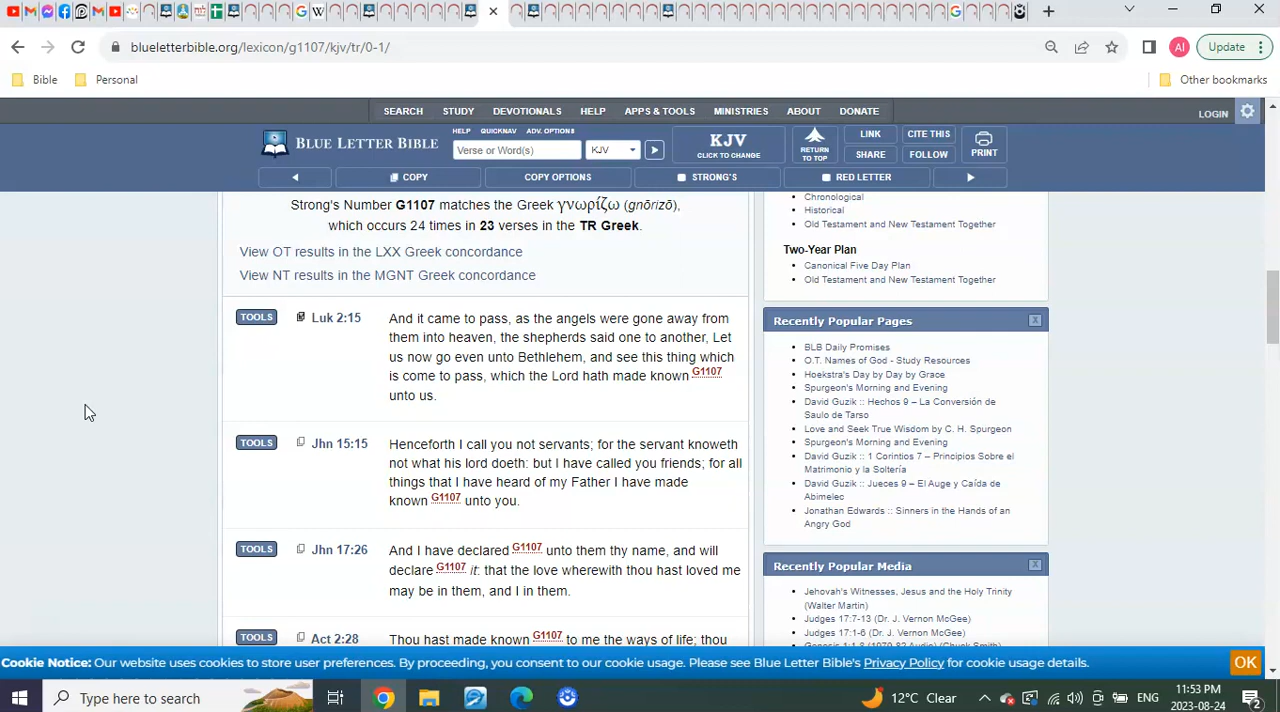 blueletterbible.org/lexicon/g1107/kjv/tr/0-1/
AI
Update
Bible
Personal
Other bookmarks
SEARCH STUDY DEVOTIONALS HELP APPS & TOOLS MINISTRIES ABOUT DONATE
LOGIN
BLUE LETTER BIBLE
HELP QUICKNAV ADV. OPTIONS
Verse or Word(s)
KJV
KJV
CLICK TO CHANGE
RETURN
TO TOP
LINK
CITE THIS
SHARE
FOLLOW
PRINT
COPY
COPY OPTIONS
STRONG'S
RED LETTER
Strong's Number G1107 matches the Greek γνωρίζω (gnōrizō),
which occurs 24 times in 23 verses in the TR Greek.
View OT results in the LXX Greek concordance
View NT results in the MGNT Greek concordance
TOOLS
Luk 2:15
And it came to pass, as the angels were gone away from
them into heaven, the shepherds said one to another, Let
us now go even unto Bethlehem, and see this thing which
is come to pass, which the Lord hath made known G1107
unto us.
TOOLS
Jhn 15:15
Henceforth I call you not servants; for the servant knoweth
not what his lord doeth: but I have called you friends; for all
things that I have heard of my Father I have made
known G1107 unto you.
TOOLS
Jhn 17:26
And I have declared G1107 unto them thy name, and will
declare G1107 it: that the love wherewith thou hast loved me
may be in them, and I in them.
TOOLS
Act 2:28
Thou hast made known G1107 to me the ways of life; thou
Chronological
Historical
Old Testament and New Testament Together
Two-Year Plan
Canonical Five Day Plan
Old Testament and New Testament Together
Recently Popular Pages
X
BLB Daily Promises
O.T. Names of God - Study Resources
Hoekstra's Day by Day by Grace
Spurgeon's Morning and Evening
David Guzik :: Hechos 9 – La Conversión de
Saulo de Tarso
Love and Seek True Wisdom by C. H. Spurgeon
Spurgeon's Morning and Evening
David Guzik :: 1 Corintios 7 – Principios Sobre el
Matrimonio y la Soltería
David Guzik :: Jueces 9 – El Auge y Caída de
Abimelec
Jonathan Edwards :: Sinners in the Hands of an
Angry God
Recently Popular Media
X
Jehovah's Witnesses, Jesus and the Holy Trinity
(Walter Martin)
Judges 17:7-13 (Dr. J. Vernon McGee)
Judges 17:1-6 (Dr. J. Vernon McGee)
Cookie Notice: Our website uses cookies to store user preferences. By proceeding, you consent to our cookie usage. Please see Blue Letter Bible's Privacy Policy for cookie usage details.
OK
Type here to search
12°C Clear
ENG
11:53 PM
2023-08-24
2